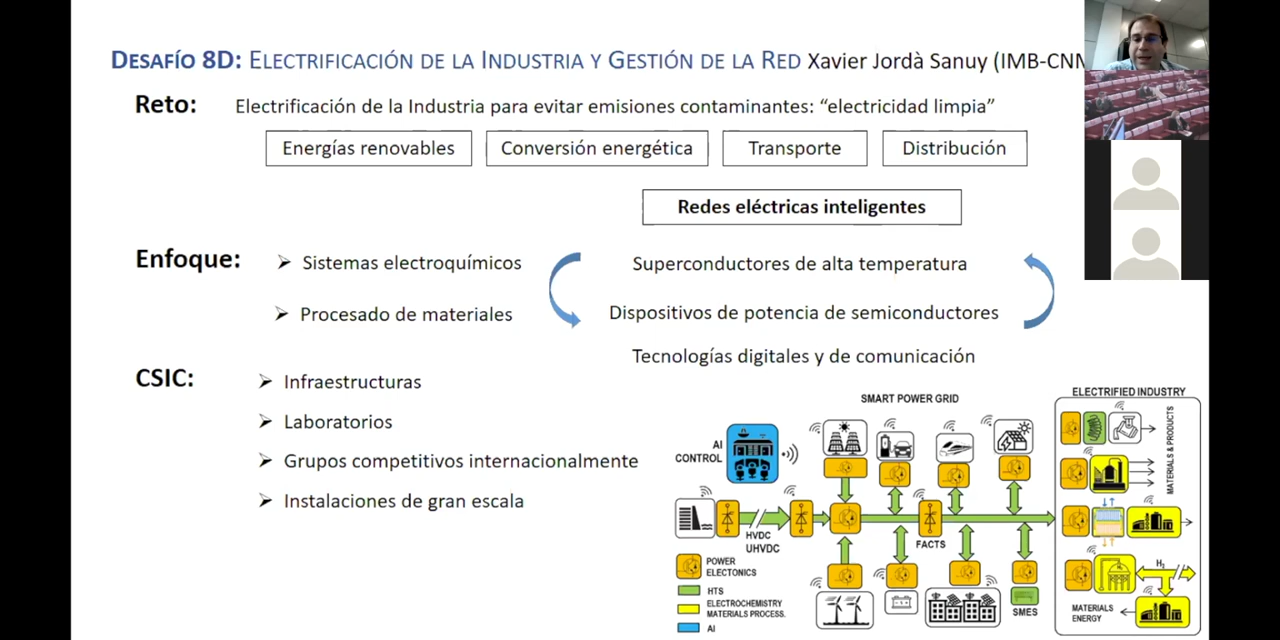 DESAFÍO 8D: ELECTRIFICACIÓN DE LA INDUSTRIA Y GESTIÓN DE LA RED Xavier Jordà Sanuy (IMB-CNM
Reto: Electrificación de la Industria para evitar emisiones contaminantes: “electricidad limpia”
Energías renovables Conversión energética Transporte Distribución
Redes eléctricas inteligentes
Enfoque: ➢ Sistemas electroquímicos Superconductores de alta temperatura
➢ Procesado de materiales Dispositivos de potencia de semiconductores
Tecnologías digitales y de comunicación
CSIC: ➢ Infraestructuras
➢ Laboratorios
➢ Grupos competitivos internacionalmente
➢ Instalaciones de gran escala
SMART POWER GRID
ELECTRIFIED INDUSTRY
AI
CONTROL
MATERIALS & PRODUCTS
HVDC
UHVDC
FACTS
POWER
ELECTONICS
HTS
ELECTROCHEMISTRY
MATERIALS PROCESS.
AI
SMES
H2
MATERIALS
ENERGY